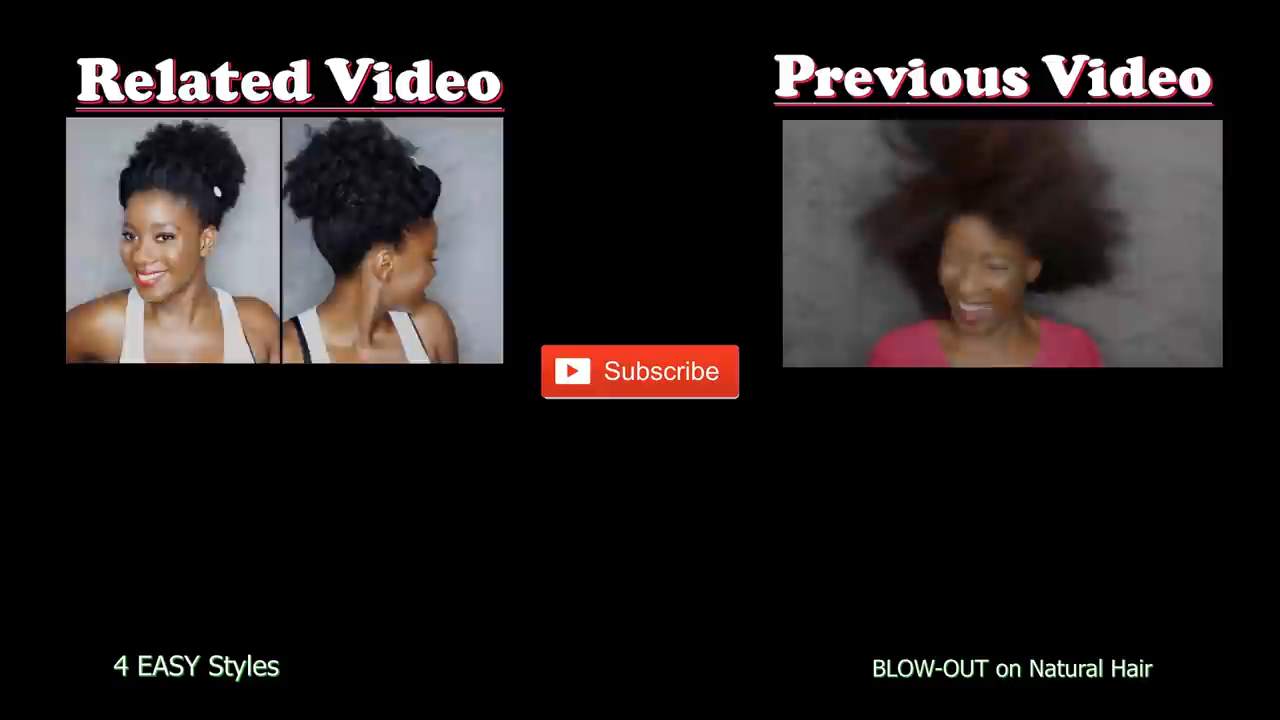 Related Video
Previous Video
Subscribe
4 EASY Styles
BLOW-OUT on Natural Hair